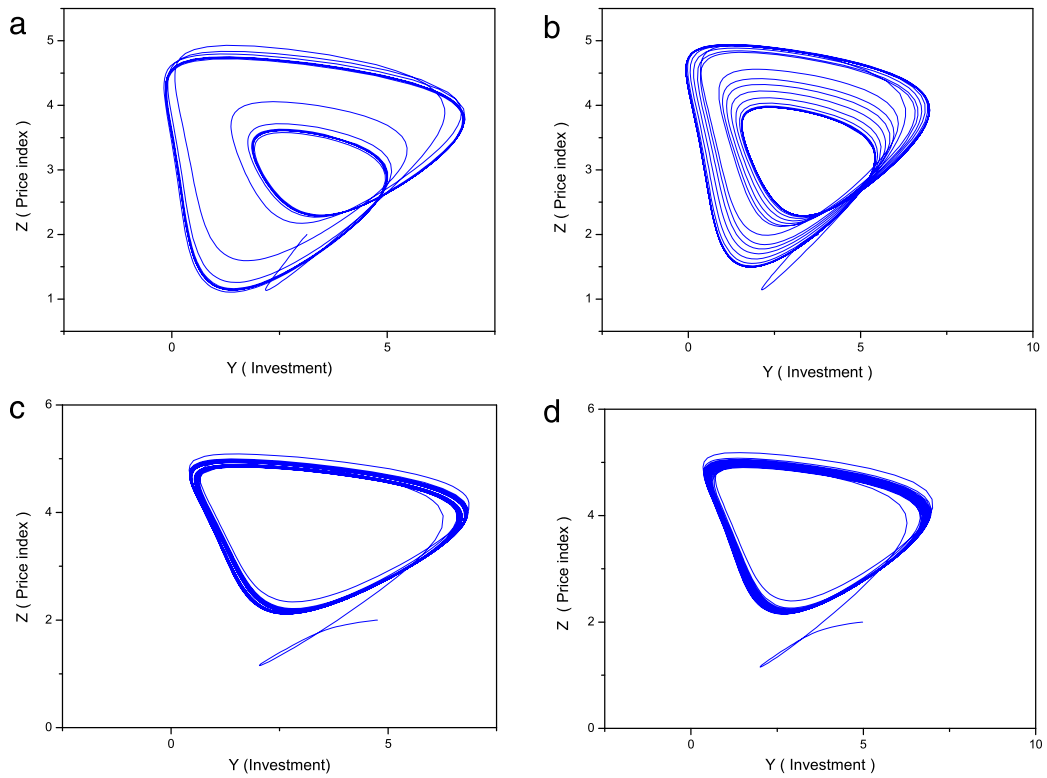 a
5
4
3
2
1
Z ( Price index )
0
5
Y ( Investment)
b
5
4
3
2
1
Z ( Price index )
0
5
10
Y ( Investment )
c
6
4
2
0
Z ( Price index )
0
5
Y (Investment)
d
6
4
2
0
Z ( Price index )
0
5
10
Y ( Investment )